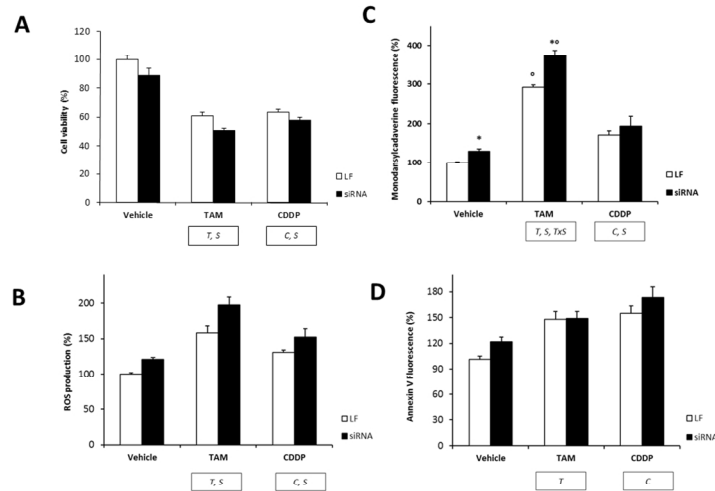 A
Cell viability (%)
120
100
80
60
40
20
0
Vehicle TAM CDDP
T, S C, S
LF
siRNA
C
Monodarsylcadaverine fluorescence (%)
400
300
200
100
0
* ° *° 
Vehicle TAM CDDP
T, S, TxS C, S
LF
siRNA
B
ROS production (%)
200
150
100
50
0
Vehicle TAM CDDP
T, S C, S
LF
siRNA
D
Annexin V fluorescence (%)
180
150
120
90
60
30
0
Vehicle TAM CDDP
T C
LF
siRNA